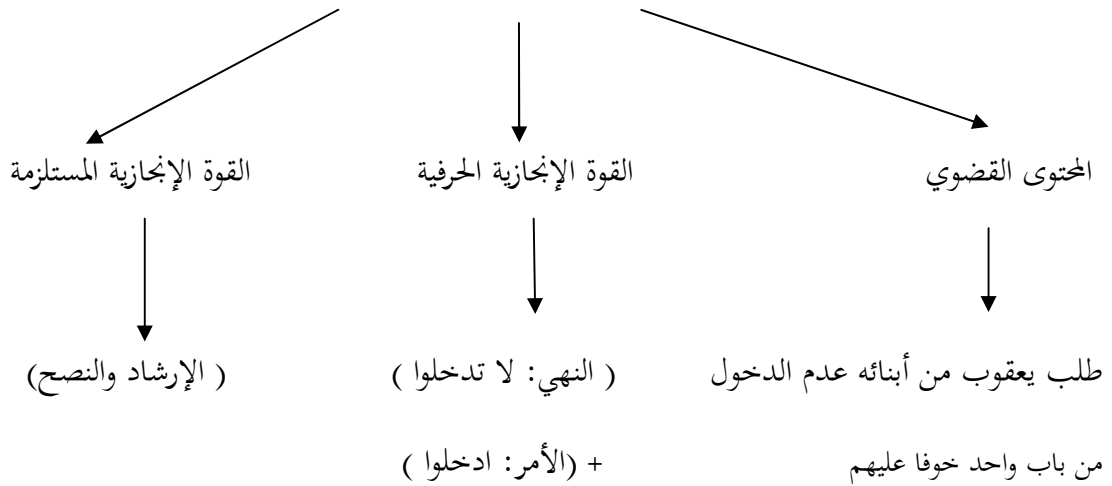 المحتوى القضوي القوة الإنجازية الحرفية القوة الإنجازية المستلزمة
طلب يعقوب من أبنائه عدم الدخول ( النهي: لا تدخلوا ) ( الإرشاد والنصح)
من باب واحد خوفا عليهم + (الأمر: ادخلوا )